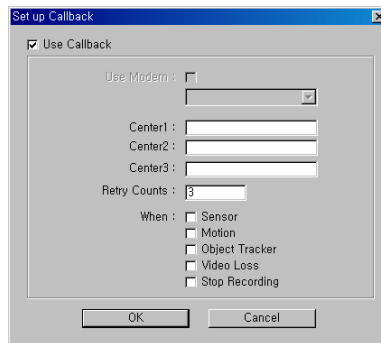 Set up Callback
Use Callback
Use Modem :
Center1 :
Center2 :
Center3 :
Retry Counts : 3
When : Sensor
Motion
Object Tracker
Video Loss
Stop Recording
OK Cancel